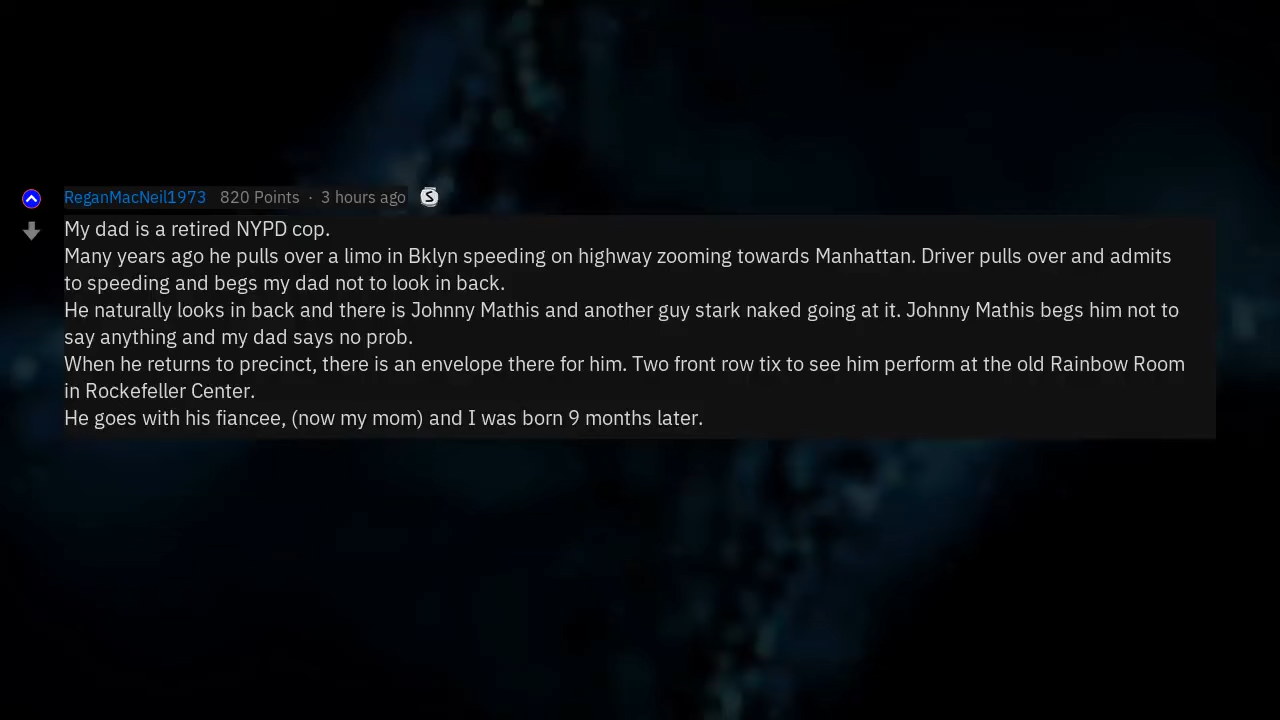 ReganMacNeil1973 820 Points · 3 hours ago S
My dad is a retired NYPD cop.
Many years ago he pulls over a limo in Bklyn speeding on highway zooming towards Manhattan. Driver pulls over and admits
to speeding and begs my dad not to look in back.
He naturally looks in back and there is Johnny Mathis and another guy stark naked going at it. Johnny Mathis begs him not to
say anything and my dad says no prob.
When he returns to precinct, there is an envelope there for him. Two front row tix to see him perform at the old Rainbow Room
in Rockefeller Center.
He goes with his fiancee, (now my mom) and I was born 9 months later.